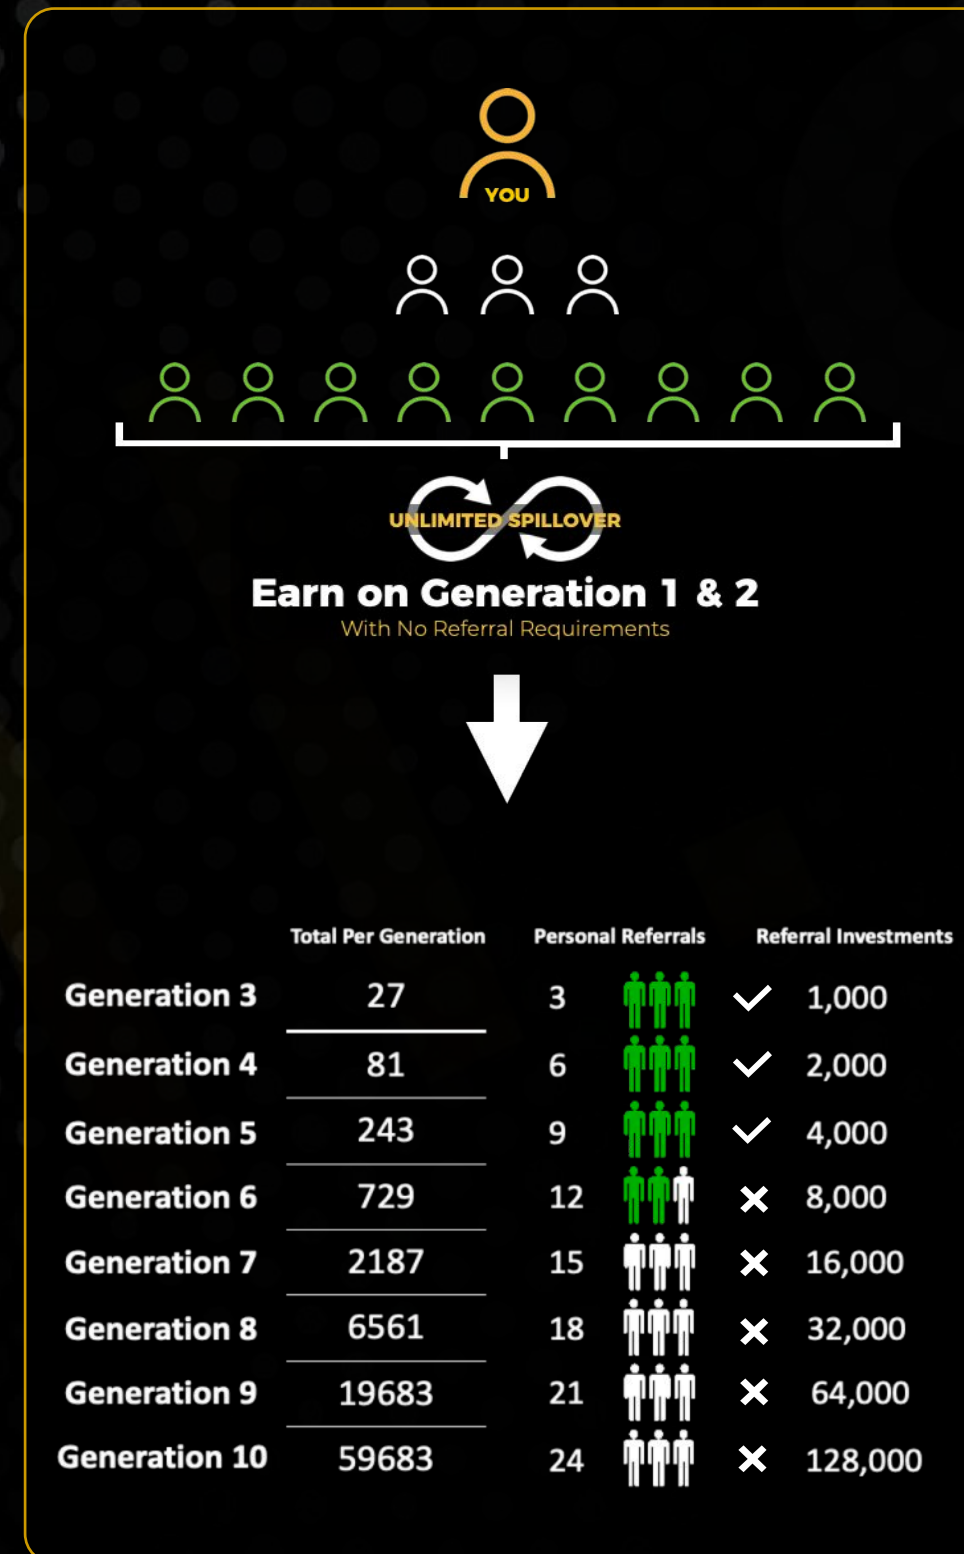 YOU
UNLIMITED SPILLOVER
Earn on Generation 1 & 2
With No Referral Requirements
Total Per Generation Personal Referrals Referral Investments
Generation 3 27 3 1,000
Generation 4 81 6 2,000
Generation 5 243 9 4,000
Generation 6 729 12 8,000
Generation 7 2187 15 16,000
Generation 8 6561 18 32,000
Generation 9 19683 21 64,000
Generation 10 59683 24 128,000